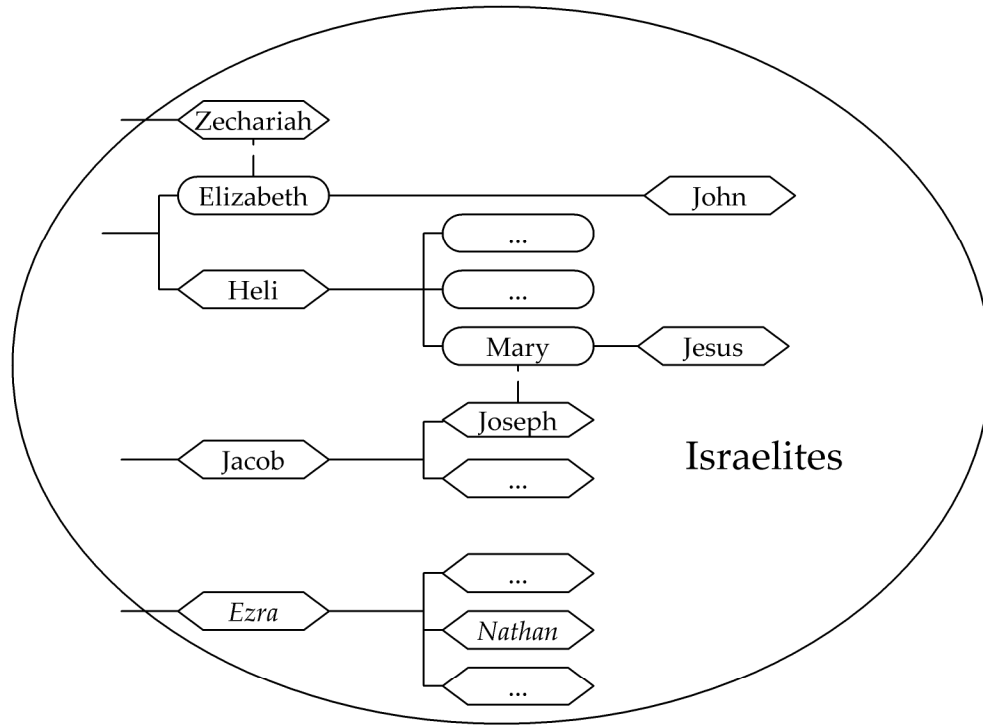 Zechariah
Elizabeth
John
...
Heli
...
Mary
Jesus
Joseph
Israelites
Jacob
...
...
Ezra
Nathan
...